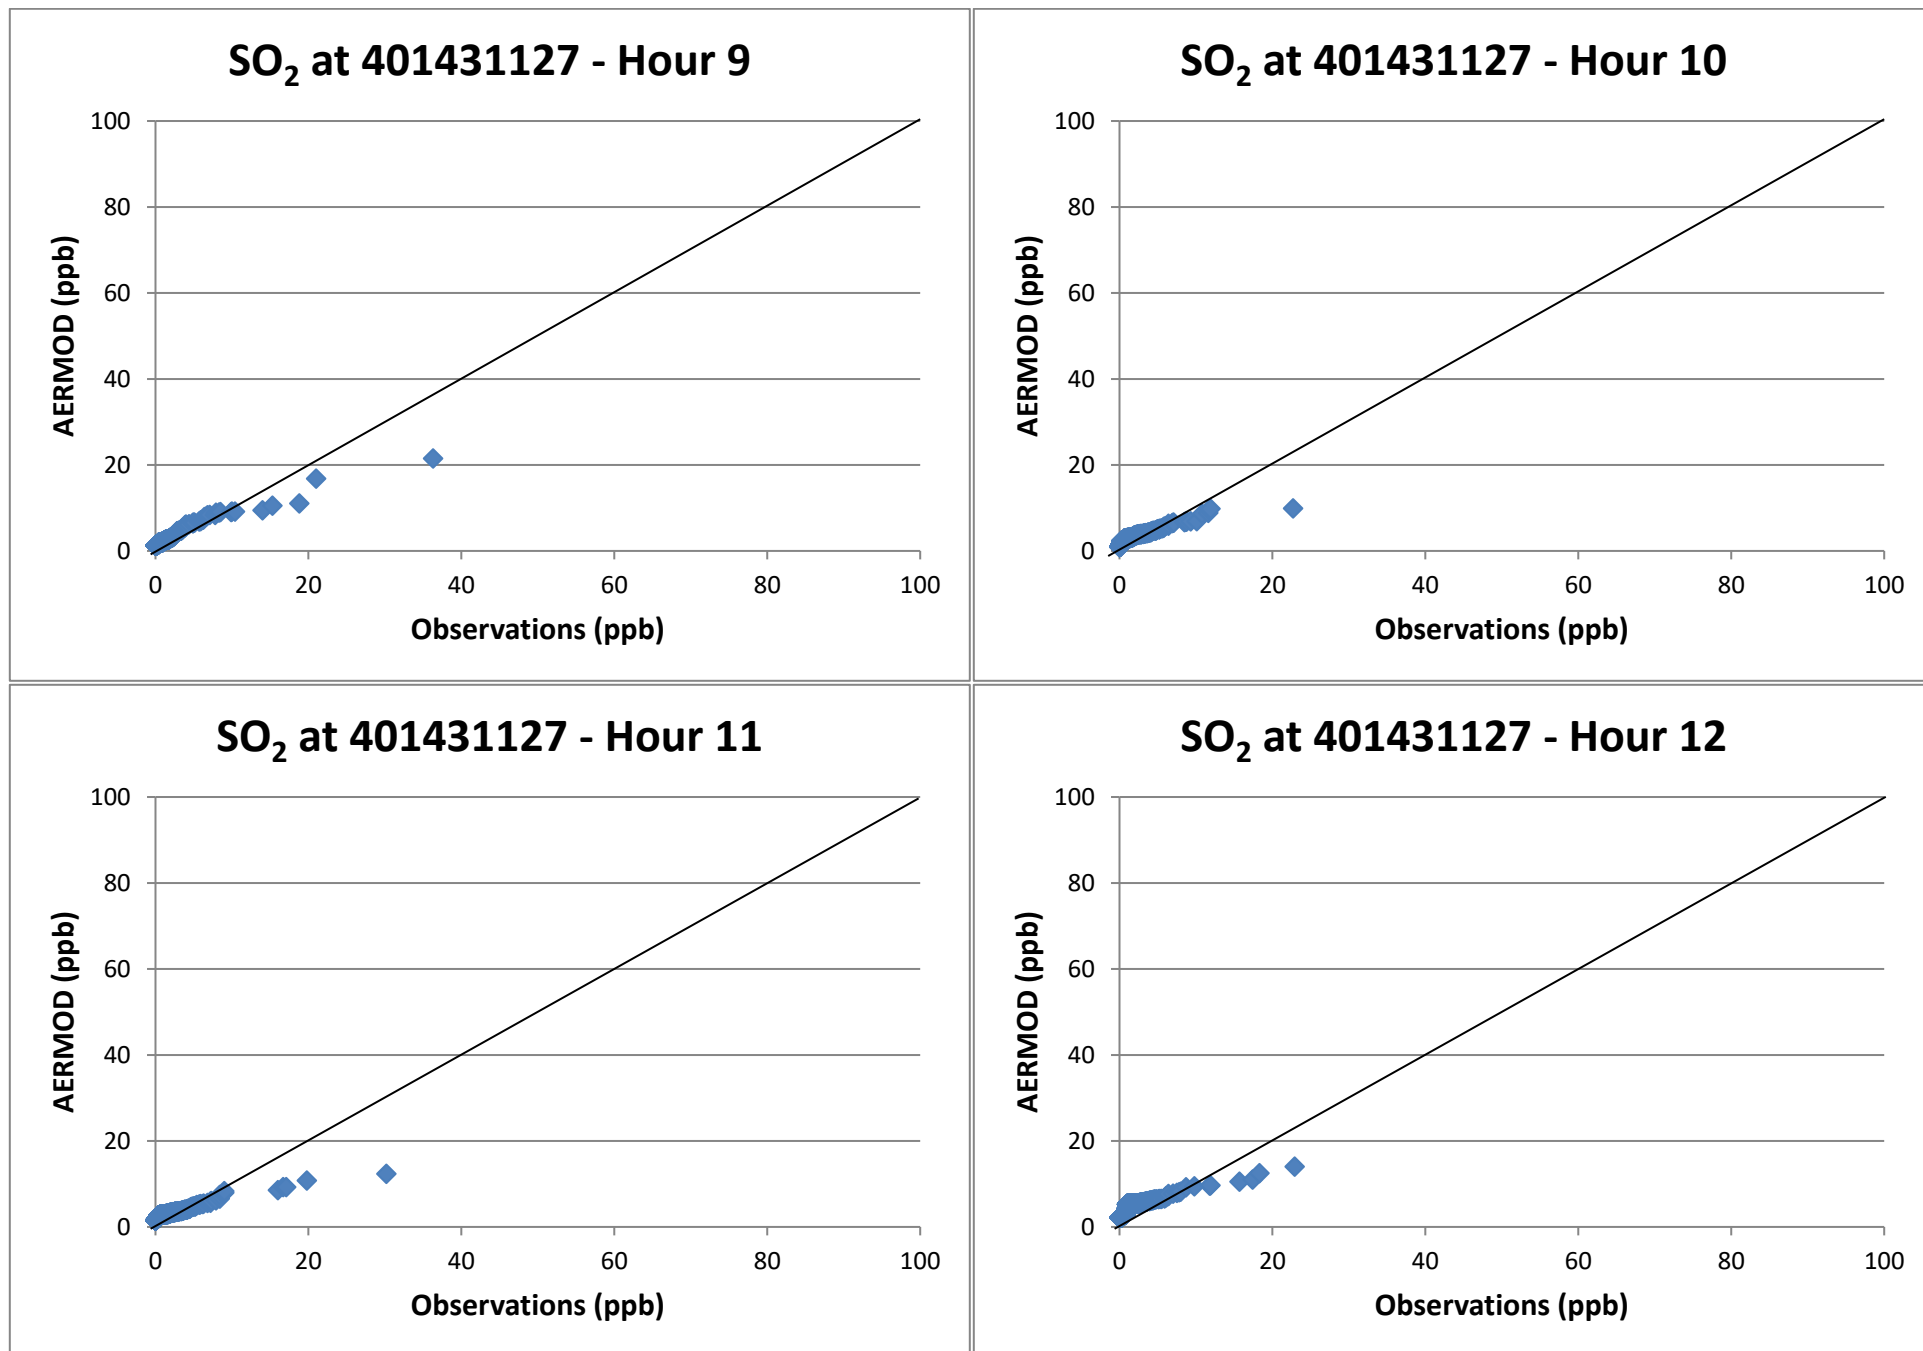 SO₂ at 401431127 - Hour 9
100
80
60
40
20
0
AERMOD (ppb)
0 20 40 60 80 100
Observations (ppb)
SO₂ at 401431127 - Hour 10
100
80
60
40
20
0
AERMOD (ppb)
0 20 40 60 80 100
Observations (ppb)
SO₂ at 401431127 - Hour 11
100
80
60
40
20
0
AERMOD (ppb)
0 20 40 60 80 100
Observations (ppb)
SO₂ at 401431127 - Hour 12
100
80
60
40
20
0
AERMOD (ppb)
0 20 40 60 80 100
Observations (ppb)